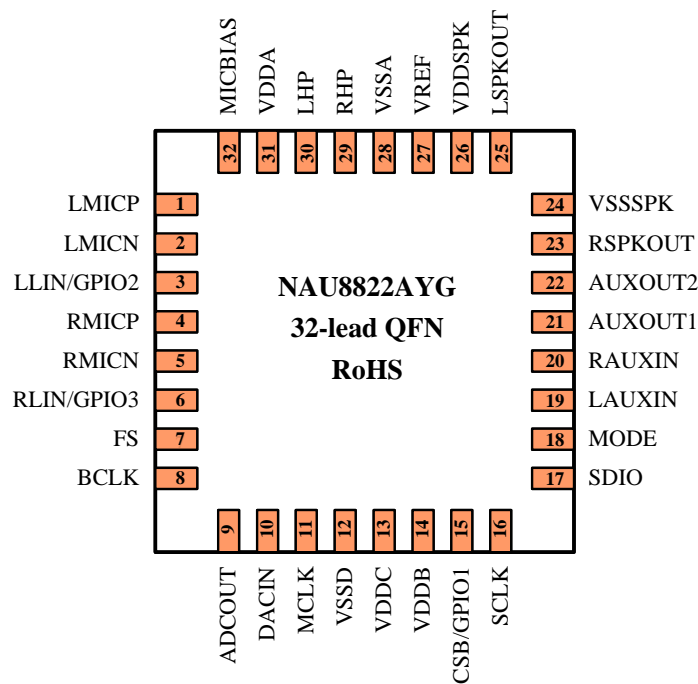 MICBIAS
VDDA
LHP
RHP
VSSA
VREF
VDDSPK
LSPKOUT
32
31
30
29
28
27
26
25
LMICP 1
LMICN 2
LLIN/GPIO2 3
RMICP 4
RMICN 5
RLIN/GPIO3 6
FS 7
BCLK 8
NAU8822AYG
32-lead QFN
RoHS
24 VSSSPK
23 RSPKOUT
22 AUXOUT2
21 AUXOUT1
20 RAUXIN
19 LAUXIN
18 MODE
17 SDIO
9
10
11
12
13
14
15
16
ADCOUT
DACIN
MCLK
VSSD
VDDC
VDDB
CSB/GPIO1
SCLK